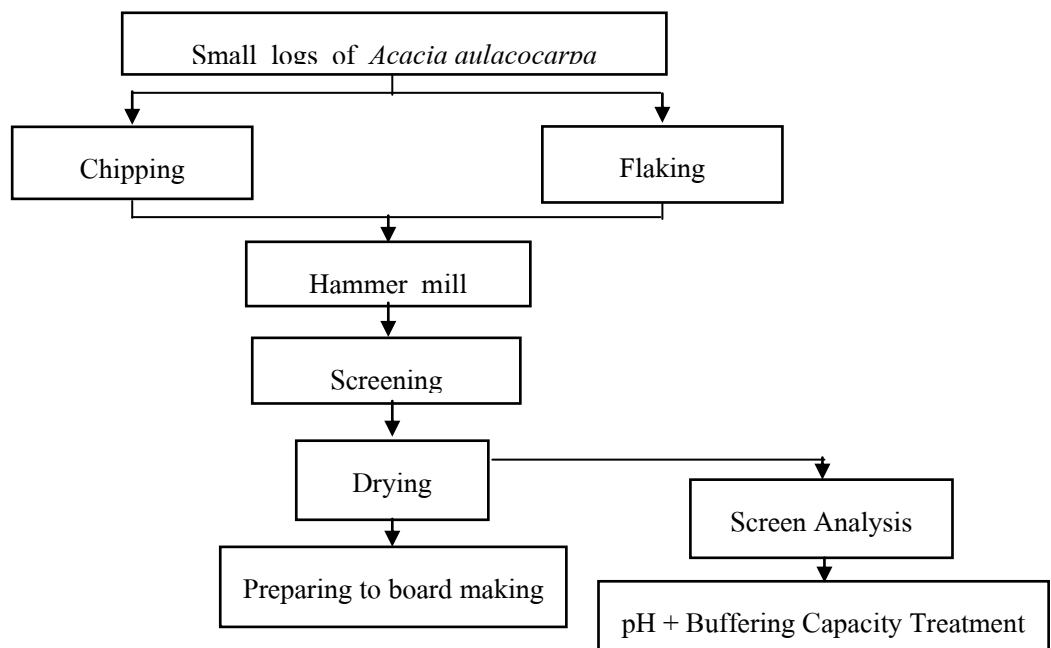 Small logs of Acacia aulacocarpa
Chipping
Flaking
Hammer mill
Screening
Drying
Screen Analysis
Preparing to board making
pH + Buffering Capacity Treatment